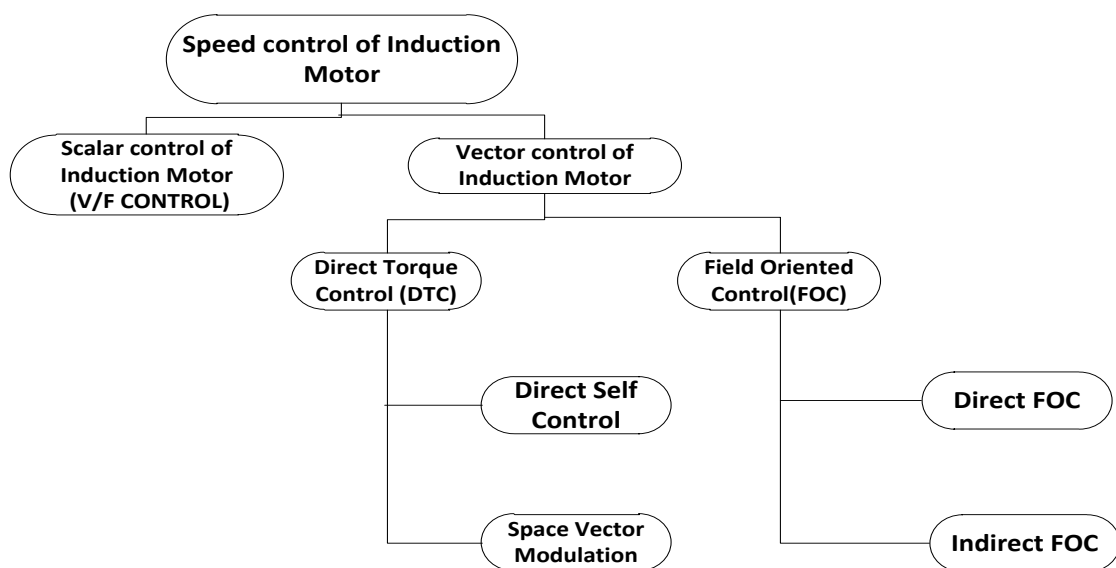 Speed control of Induction
Motor
Scalar control of
Induction Motor
(V/F CONTROL)
Vector control of
Induction Motor
Direct Torque
Control (DTC)
Field Oriented
Control(FOC)
Direct Self
Control
Direct FOC
Space Vector
Modulation
Indirect FOC